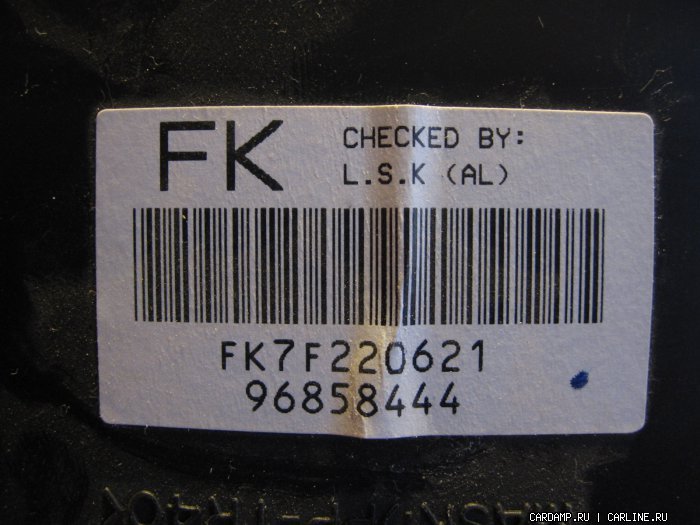 FK
CHECKED BY:
L.S.K (AL)
FK7F220621
96858444
CARDAMP.RU | CARLINE.RU